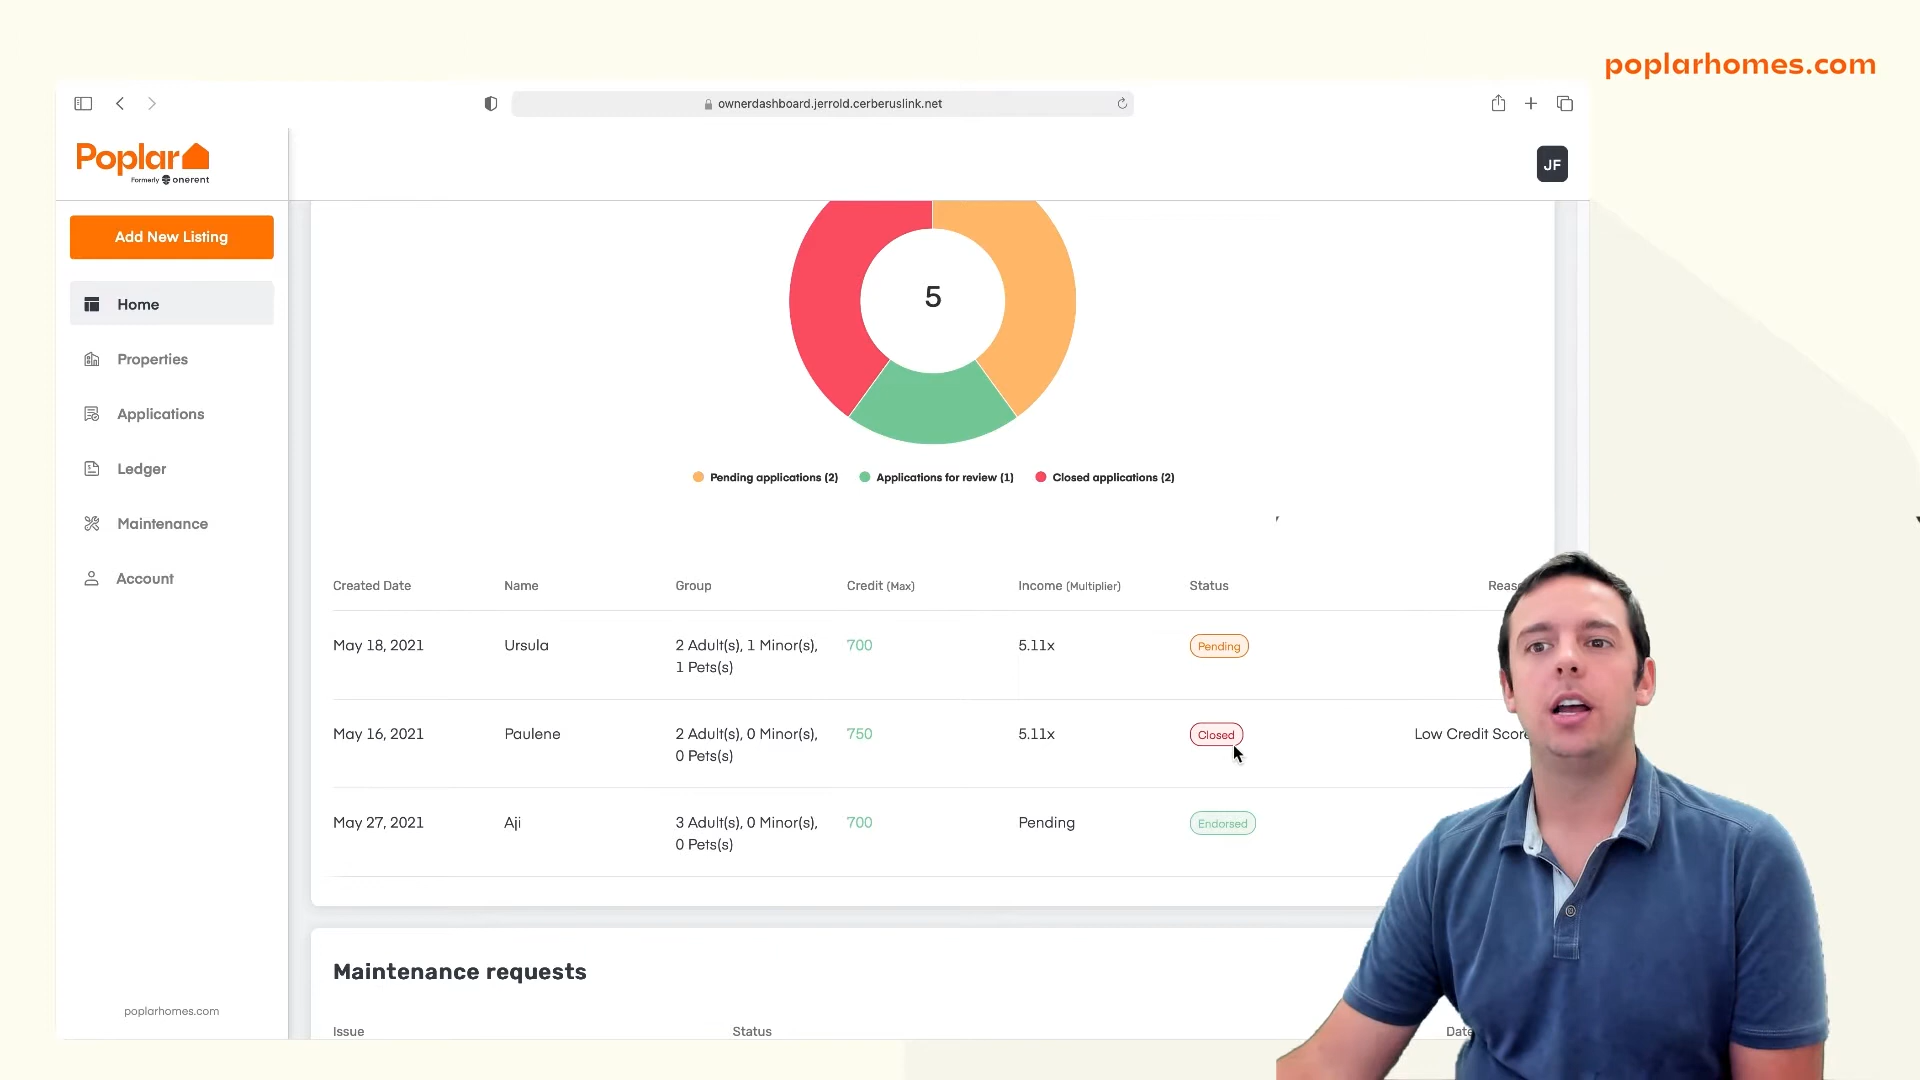 poplarhomes.com
ownerdashboard.jerrold.cerberuslink.net
Poplar
Formerly onerent
JF
Add New Listing
Home
Properties
Applications
Ledger
Maintenance
Account
poplarhomes.com
5
Pending applications (2) Applications for review (1) Closed applications (2)
Created Date Name Group Credit (Max) Income (Multiplier) Status
May 18, 2021 Ursula 2 Adult(s), 1 Minor(s), 700 5.11x Pending
1 Pets(s)
May 16, 2021 Paulene 2 Adult(s), 0 Minor(s), 750 5.11x Closed Low Credit Score
0 Pets(s)
May 27, 2021 Aji 3 Adult(s), 0 Minor(s), 700 Pending Endorsed
0 Pets(s)
Maintenance requests
Issue Status Date